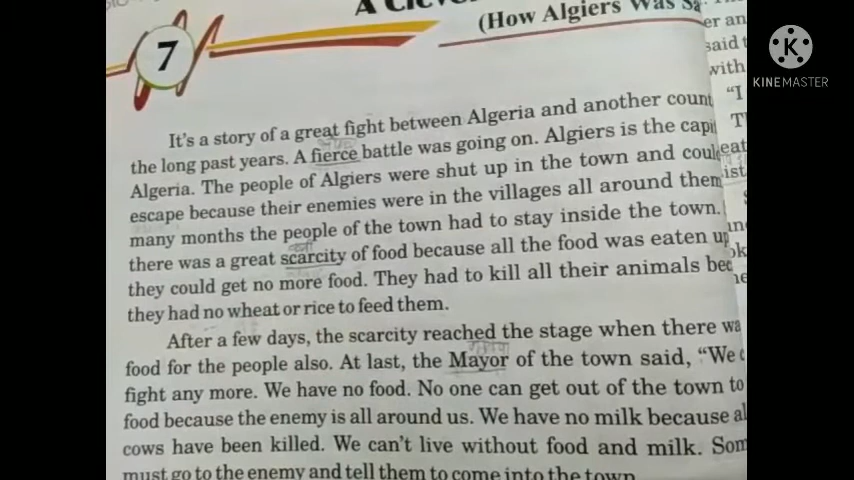 (How Algiers Was
7
er an
said
with
KINEMASTER
"I
It's a story of a great fight between Algeria and another
the long past years. A fierce battle was going on. Algiers is the
Algeria. The people of Algiers were shut up in the town and
escape because their enemies were in the villages all around them
many months the people of the town had to stay inside the town.
there was a great scarcity of food because all the food was eaten up
they could get no more food. They had to kill all their animals
they had no wheat or rice to feed them.
After a few days, the scarcity reached the stage when there
food for the people also. At last, the Mayor of the town said, "We
fight any more. We have no food. No one can get out of the town to
food because the enemy is all around us. We have no milk because
cows have been killed. We can't live without food and milk.
must go to the enemy and tell them to come into the town